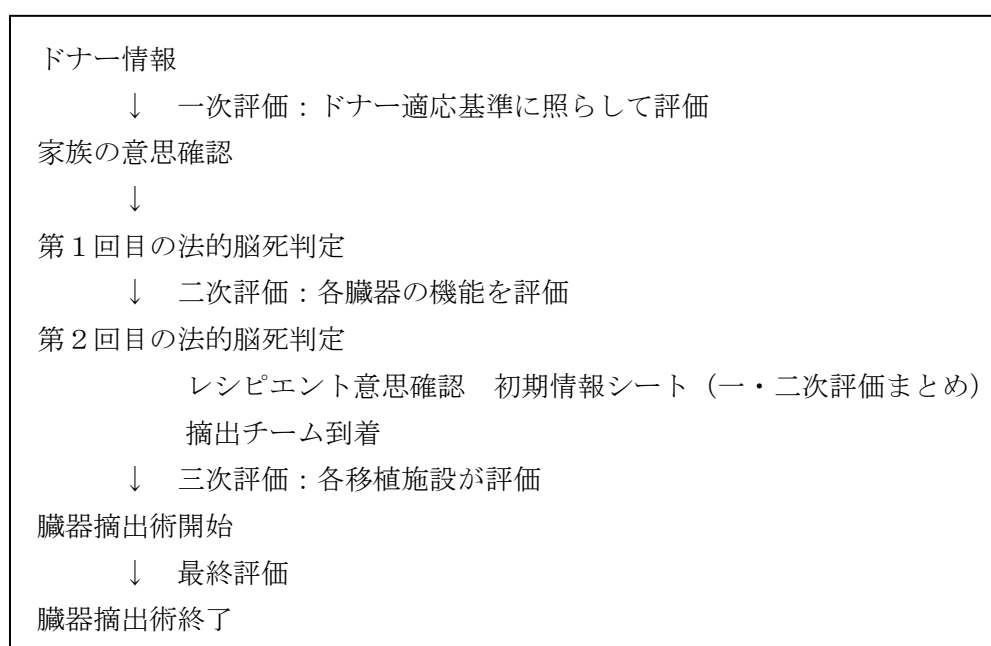 ドナー情報
↓　一次評価：ドナー適応基準に照らして評価
家族の意思確認
↓
第１回目の法的脳死判定
↓　二次評価：各臓器の機能を評価
第２回目の法的脳死判定
レシピエント意思確認　初期情報シート（一・二次評価まとめ）
摘出チーム到着
↓　三次評価：各移植施設が評価
臓器摘出術開始
↓　最終評価
臓器摘出術終了